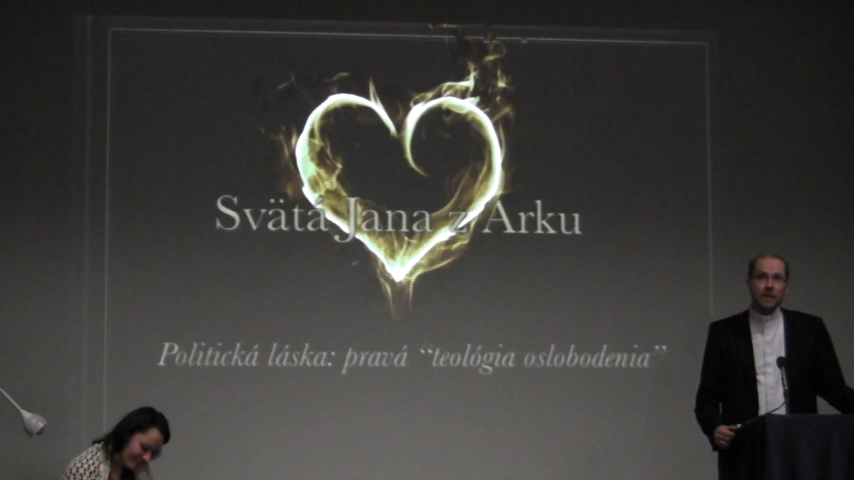 Svätá Jana z Arku
Politická láska: pravá “teológia oslobodenia”